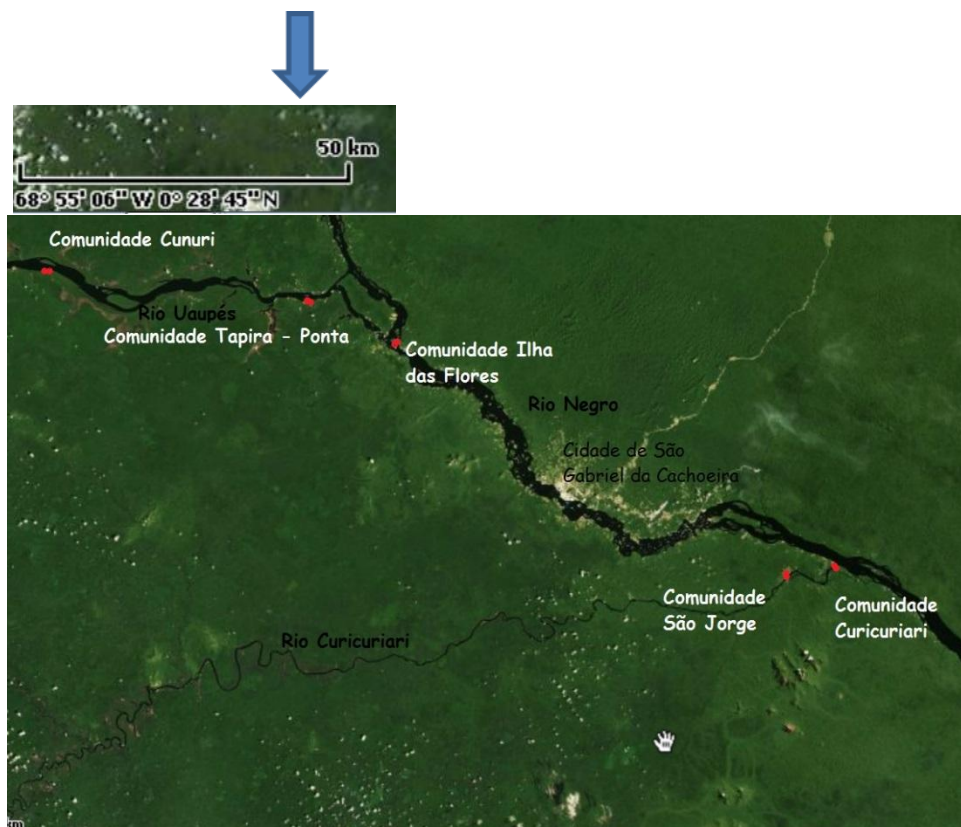 50 km
68° 55' 06" W 0° 28' 45" N
Comunidade Cunuri
Rio Uaupés
Comunidade Tapira - Ponta
Comunidade Ilha
das Flores
Rio Negro
Cidade de São
Gabriel da Cachoeira
Comunidade
São Jorge
Comunidade
Curicuriari
Rio Curicuriari
km